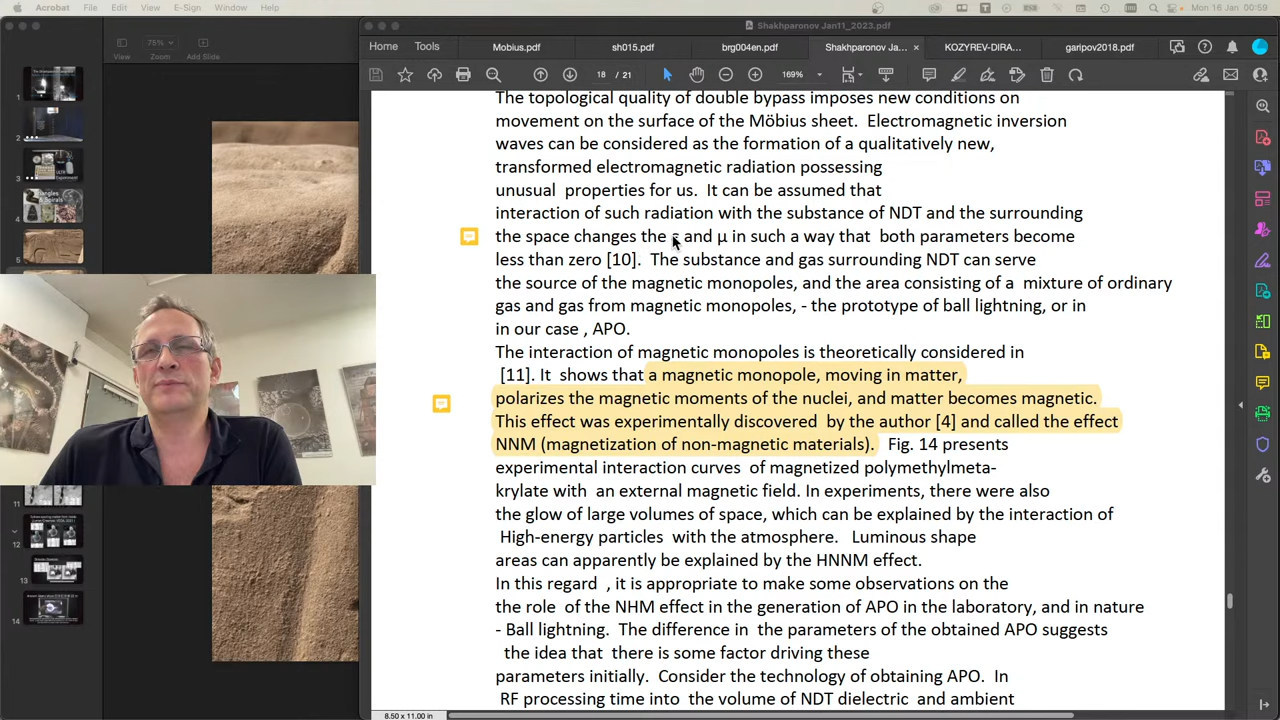 Acrobat File Edit View E-Sign Window Help Mon 16 Jan 00:59
Shakhparonov Jan11_2023.pdf
Home Tools Mobius.pdf sh015.pdf brg004en.pdf Shakhparonov Ja... × KOZYREV-DIRA... garipov2018.pdf
75%
View Zoom Add Slide
18 / 21 169%
The topological quality of double bypass imposes new conditions on
movement on the surface of the Möbius sheet. Electromagnetic inversion
waves can be considered as the formation of a qualitatively new,
transformed electromagnetic radiation possessing
unusual properties for us. It can be assumed that
interaction of such radiation with the substance of NDT and the surrounding
the space changes the ε and μ in such a way that both parameters become
less than zero [10]. The substance and gas surrounding NDT can serve
the source of the magnetic monopoles, and the area consisting of a mixture of ordinary
gas and gas from magnetic monopoles, - the prototype of ball lightning, or in
in our case , APO.
The interaction of magnetic monopoles is theoretically considered in
[11]. It shows that a magnetic monopole, moving in matter,
polarizes the magnetic moments of the nuclei, and matter becomes magnetic.
This effect was experimentally discovered by the author [4] and called the effect
NNM (magnetization of non-magnetic materials). Fig. 14 presents
experimental interaction curves of magnetized polymethylmeta-
krylate with an external magnetic field. In experiments, there were also
the glow of large volumes of space, which can be explained by the interaction of
High-energy particles with the atmosphere. Luminous shape
areas can apparently be explained by the HNNM effect.
In this regard , it is appropriate to make some observations on the
the role of the NHM effect in the generation of APO in the laboratory, and in nature
- Ball lightning. The difference in the parameters of the obtained APO suggests
the idea that there is some factor driving these
parameters initially. Consider the technology of obtaining APO. In
RF processing time into the volume of NDT dielectric and ambient
8.50 x 11.00 in
1
2
3
4
5
11
12
13
14